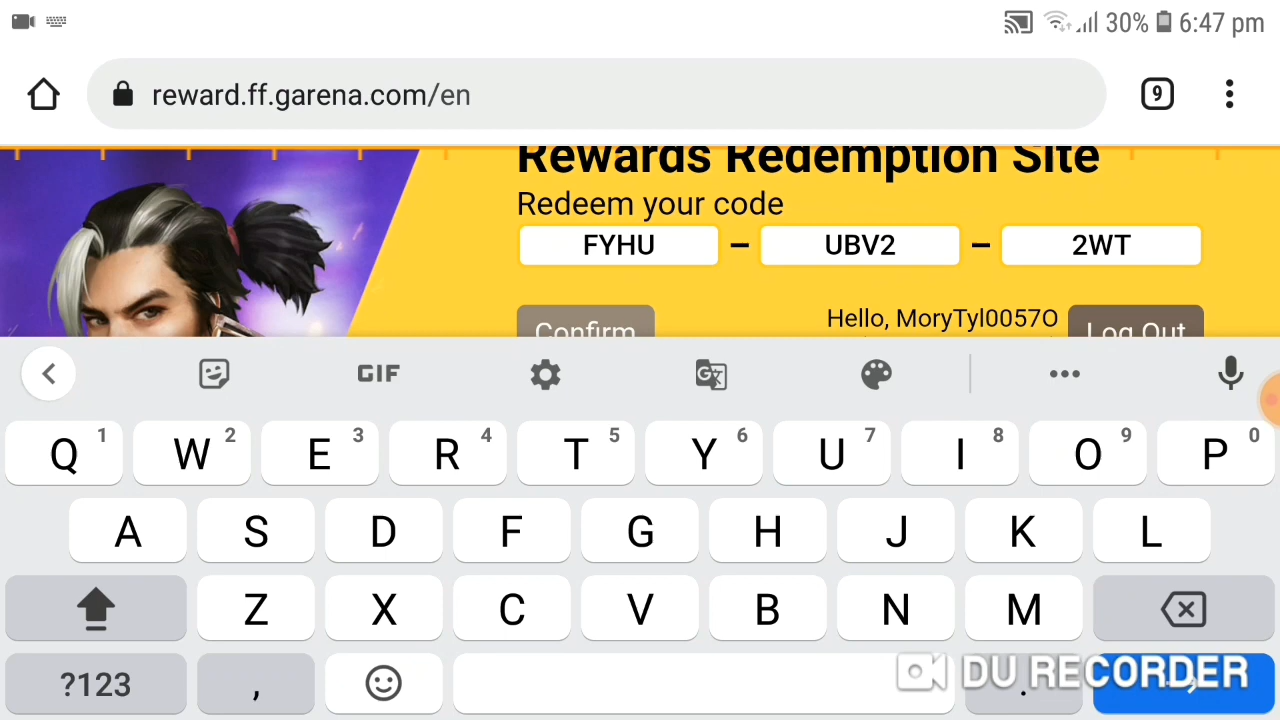 30% 6:47 pm
reward.ff.garena.com/en 9
Rewards Redemption Site
Redeem your code
FYHU – UBV2 – 2WT
Confirm Hello, MoryTyl0057O Log Out
GIF
Q 1 W 2 E 3 R 4 T 5 Y 6 U 7 I 8 O 9 P 0
A S D F G H J K L
Z X C V B N M
?123 , .
DU RECORDER